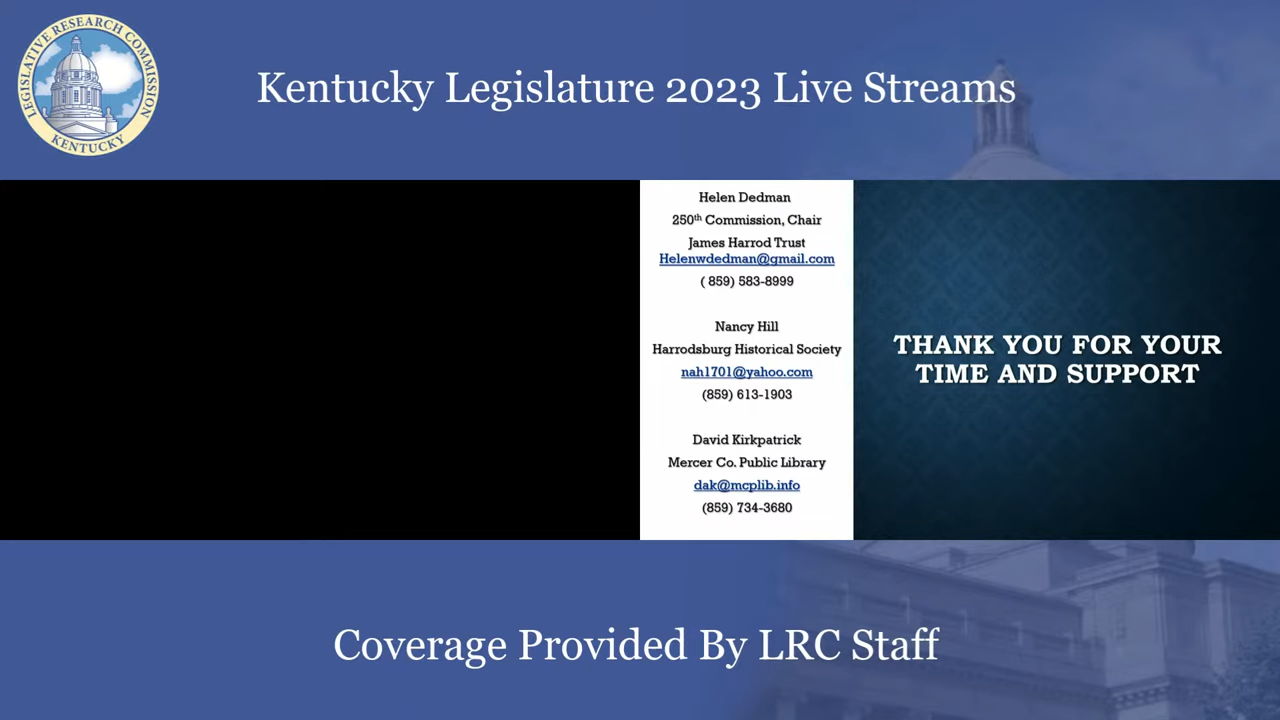 LEGISLATIVE RESEARCH COMMISSION
KENTUCKY
Kentucky Legislature 2023 Live Streams
Helen Dedman
250th Commission, Chair
James Harrod Trust
Helenwdedman@gmail.com
( 859) 583-8999
Nancy Hill
Harrodsburg Historical Society
nah1701@yahoo.com
(859) 613-1903
David Kirkpatrick
Mercer Co. Public Library
dak@mcplib.info
(859) 734-3680
THANK YOU FOR YOUR
TIME AND SUPPORT
Coverage Provided By LRC Staff